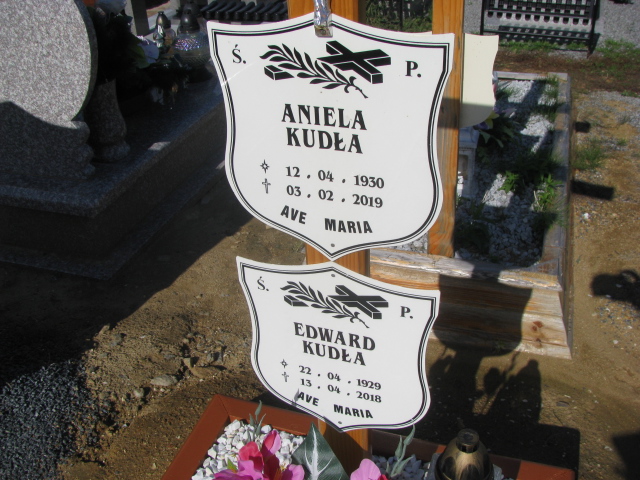 Ś. P.
ANIELA
KUDŁA
12.04.1930
† 03.02.2019
AVE MARIA
Ś. P.
EDWARD
KUDŁA
22.04.1929
† 13.04.2018
AVE MARIA